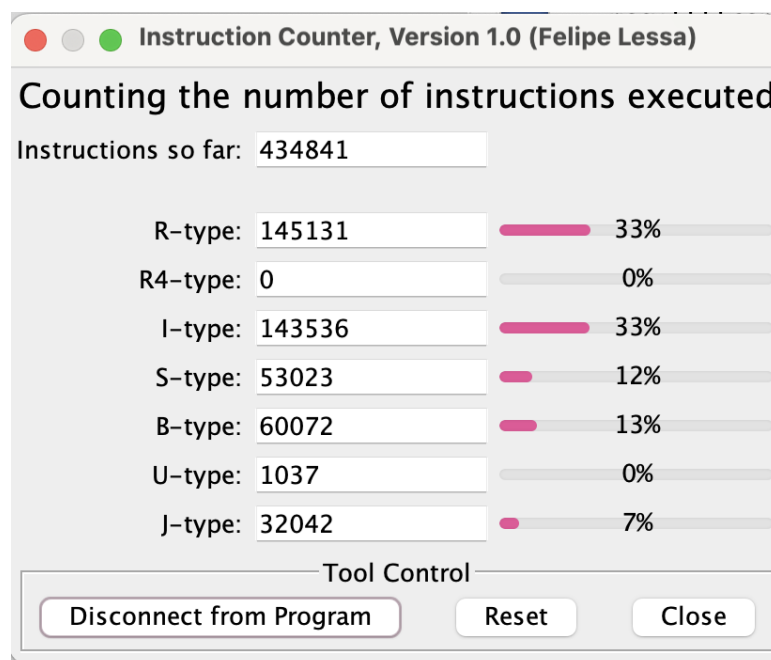 Instruction Counter, Version 1.0 (Felipe Lessa)
Counting the number of instructions executed
Instructions so far: 434841
R-type: 145131 33%
R4-type: 0 0%
I-type: 143536 33%
S-type: 53023 12%
B-type: 60072 13%
U-type: 1037 0%
J-type: 32042 7%
Tool Control
Disconnect from Program Reset Close